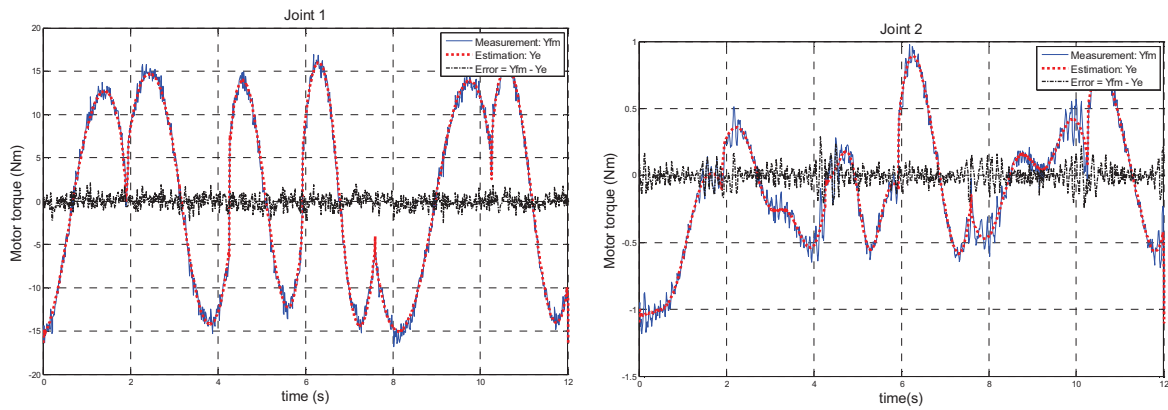 Joint 1
Motor torque (Nm)
20
15
10
5
0
-5
-10
-15
-20
Measurement: Yfm
Estimation: Ye
Error = Yfm - Ye
0 2 4 6 8 10 12
time (s)
Joint 2
Motor torque (Nm)
1
0.5
0
-0.5
-1
-1.5
Measurement: Yfm
Estimation: Ye
Error = Yfm - Ye
0 2 4 6 8 10 12
time(s)